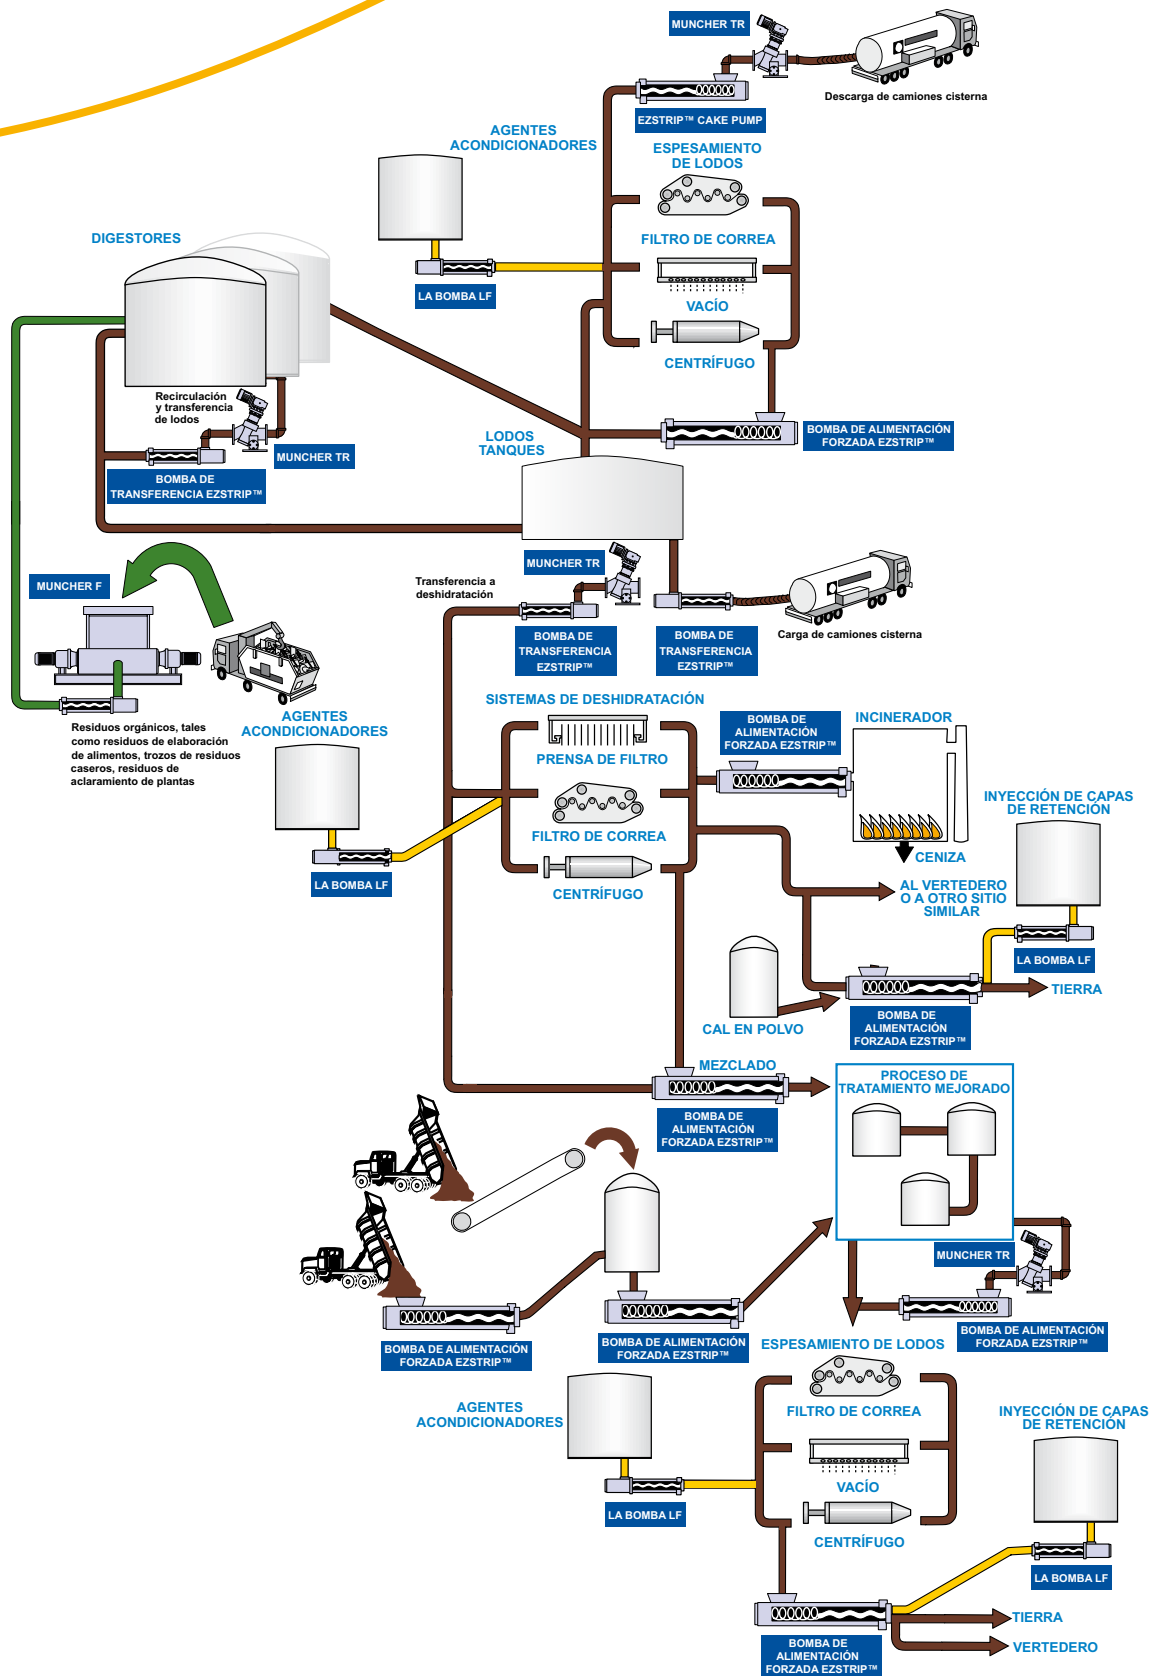 MUNCHER TR
Descarga de camiones cisterna
EZSTRIP™ CAKE PUMP
AGENTES
ACONDICIONADORES
ESPESAMIENTO
DE LODOS
DIGESTORES
FILTRO DE CORREA
LA BOMBA LF
VACÍO
CENTRÍFUGO
Recirculación
y transferencia
de lodos
MUNCHER TR
BOMBA DE
TRANSFERENCIA EZSTRIP™
LODOS
TANQUES
BOMBA DE ALIMENTACIÓN
FORZADA EZSTRIP™
MUNCHER TR
Transferencia a
deshidratación
MUNCHER F
BOMBA DE
TRANSFERENCIA
EZSTRIP™
BOMBA DE
TRANSFERENCIA
EZSTRIP™
Carga de camiones cisterna
Residuos orgánicos, tales
como residuos de elaboración
de alimentos, trozos de residuos
caseros, residuos de
aclaramiento de plantas
AGENTES
ACONDICIONADORES
LA BOMBA LF
SISTEMAS DE DESHIDRATACIÓN
PRENSA DE FILTRO
FILTRO DE CORREA
CENTRÍFUGO
BOMBA DE
ALIMENTACIÓN
FORZADA EZSTRIP™
INCINERADOR
CENIZA
INYECCIÓN DE CAPAS
DE RETENCIÓN
AL VERTEDERO
O A OTRO SITIO
SIMILAR
LA BOMBA LF
TIERRA
CAL EN POLVO
BOMBA DE
ALIMENTACIÓN
FORZADA EZSTRIP™
MEZCLADO
BOMBA DE
ALIMENTACIÓN
FORZADA EZSTRIP™
PROCESO DE
TRATAMIENTO MEJORADO
MUNCHER TR
BOMBA DE ALIMENTACIÓN
FORZADA EZSTRIP™
BOMBA DE ALIMENTACIÓN
FORZADA EZSTRIP™
BOMBA DE ALIMENTACIÓN
FORZADA EZSTRIP™
ESPESAMIENTO DE LODOS
AGENTES
ACONDICIONADORES
FILTRO DE CORREA
VACÍO
CENTRÍFUGO
LA BOMBA LF
INYECCIÓN DE CAPAS
DE RETENCIÓN
LA BOMBA LF
TIERRA
VERTEDERO
BOMBA DE
ALIMENTACIÓN
FORZADA EZSTRIP™